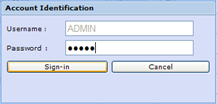 Account Identification
Username : ADMIN
Password : •••••
Sign-in Cancel